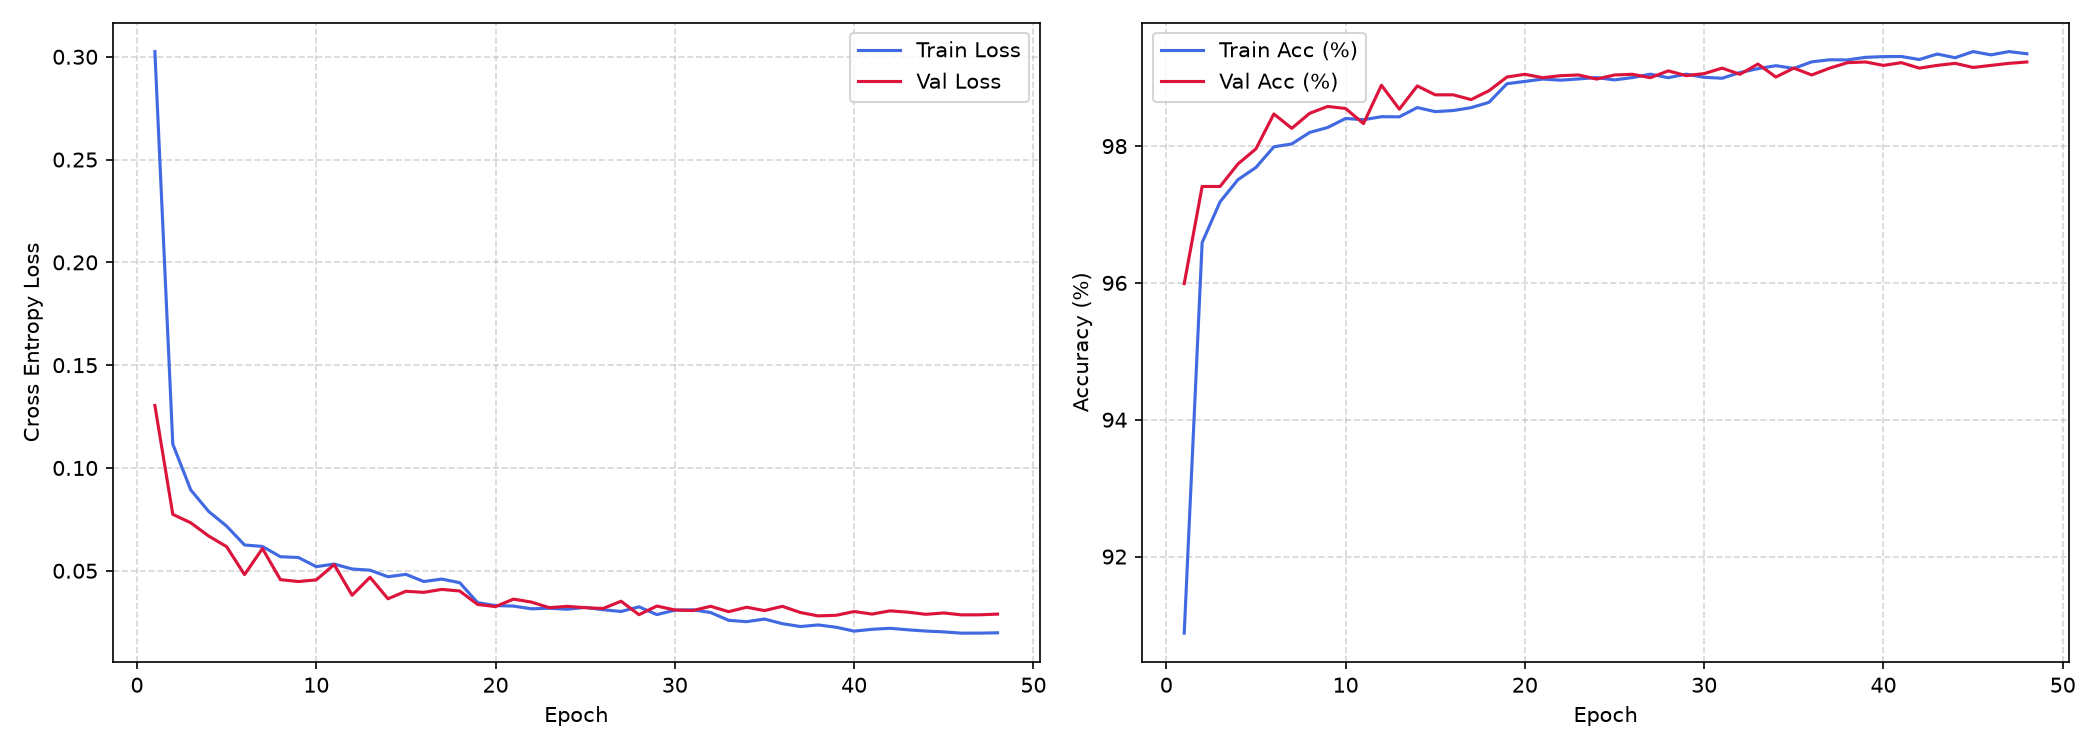 Cross Entropy Loss
0.30
0.25
0.20
0.15
0.10
0.05
Train Loss
Val Loss
0 10 20 30 40 50
Epoch
Accuracy (%)
98
96
94
92
Train Acc (%)
Val Acc (%)
0 10 20 30 40 50
Epoch